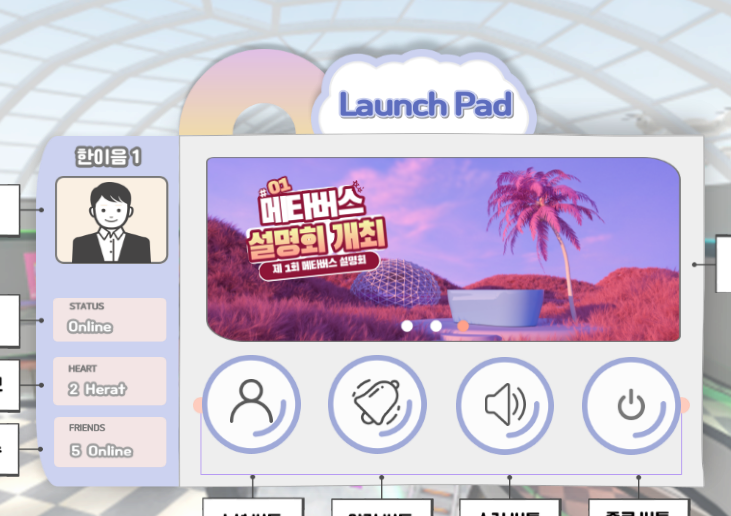 Launch Pad
한이음 1
#01
메타버스
설명회 개최
제 1회 메타버스 설명회
STATUS
Online
HEART
2 Herat
FRIENDS
5 Online